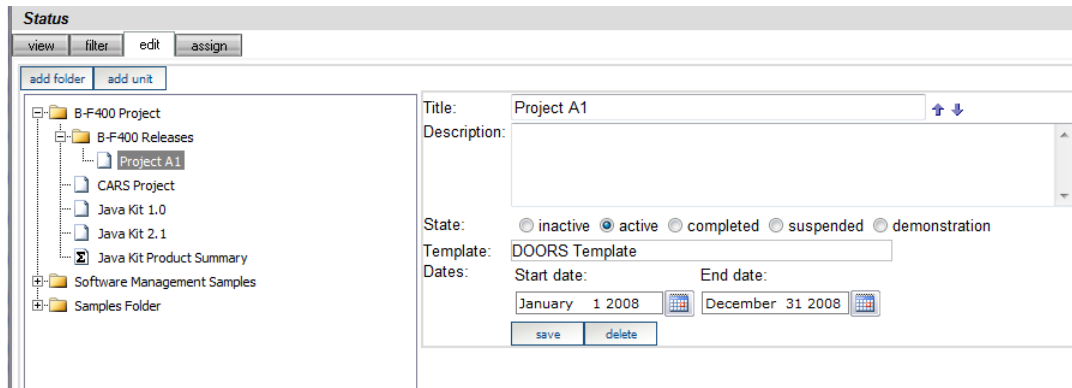 Status
view filter edit assign
add folder add unit
B-F400 Project
B-F400 Releases
Project A1
CARS Project
Java Kit 1.0
Java Kit 2.1
Σ Java Kit Product Summary
Software Management Samples
Samples Folder
Title: Project A1
Description:
State: inactive active completed suspended demonstration
Template: DOORS Template
Dates: Start date: End date:
January 1 2008 December 31 2008
save delete